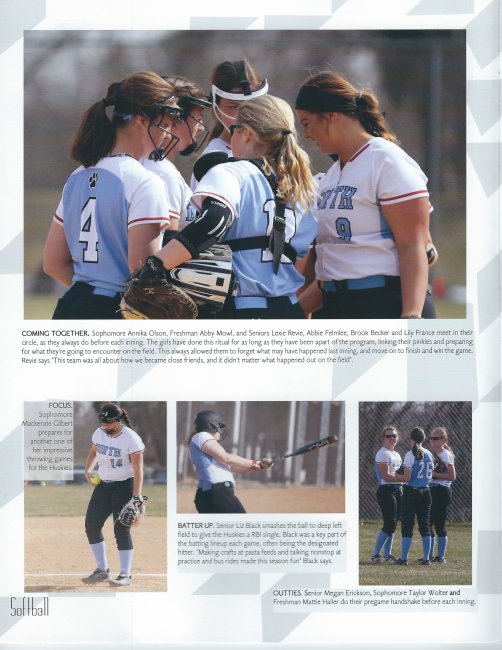 4
NORTH
9
COMING TOGETHER. Sophomore Annika Olson, Freshman Abby Mowl, and Seniors Lexie Revie, Abbie Felmlee, Brook Becker and Lily France meet in their
circle, as they always do before each inning. The girls have done this ritual for as long as they have been apart of the program, linking their pinkies and preparing
for what they're going to encounter on the field. This always allowed them to forget what may have happened last inning, and move on to finish and win the game.
Revie says "This team was all about how we became close friends, and it didn't matter what happened out on the field".
FOCUS.
Sophomore
Mackenzie Gilbert
prepares for
another one of
her impressive
throwing games
for the Huskies.
NORTH
14
BATTER UP. Senior Liz Black smashes the ball to deep left
field to give the Huskies a RBI single. Black was a key part of
the batting lineup each game, often being the designated
hitter. "Making crafts at pasta feeds and talking nonstop at
practice and bus rides made this season fun" Black says.
OUTTIES. Senior Megan Erickson, Sophomore Taylor Wolter and
Freshman Mattie Haller do their pregame handshake before each inning.
Softball